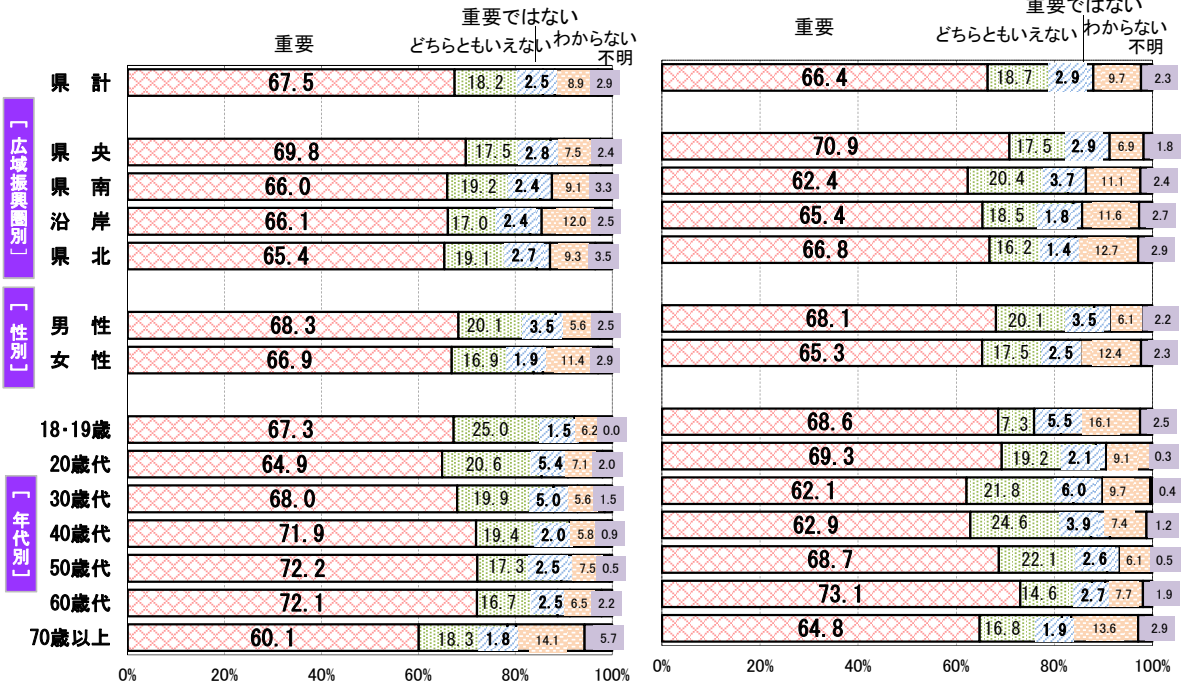 重要ではない
重要
どちらともいえない
わからない
不明
重要ではない
重要
どちらともいえない
わからない
不明
県 計 67.5 18.2 2.5 8.9 2.9 66.4 18.7 2.9 9.7 2.3
[広域振興圏別]
県 央 69.8 17.5 2.8 7.5 2.4 70.9 17.5 2.9 6.9 1.8
県 南 66.0 19.2 2.4 9.1 3.3 62.4 20.4 3.7 11.1 2.4
沿 岸 66.1 17.0 2.4 12.0 2.5 65.4 18.5 1.8 11.6 2.7
県 北 65.4 19.1 2.7 9.3 3.5 66.8 16.2 1.4 12.7 2.9
[性別]
男 性 68.3 20.1 3.5 5.6 2.5 68.1 20.1 3.5 6.1 2.2
女 性 66.9 16.9 1.9 11.4 2.9 65.3 17.5 2.5 12.4 2.3
[年代別]
18・19歳 67.3 25.0 1.5 6.2 0.0 68.6 7.3 5.5 16.1 2.5
20歳代 64.9 20.6 5.4 7.1 2.0 69.3 19.2 2.1 9.1 0.3
30歳代 68.0 19.9 5.0 5.6 1.5 62.1 21.8 6.0 9.7 0.4
40歳代 71.9 19.4 2.0 5.8 0.9 62.9 24.6 3.9 7.4 1.2
50歳代 72.2 17.3 2.5 7.5 0.5 68.7 22.1 2.6 6.1 0.5
60歳代 72.1 16.7 2.5 6.5 2.2 73.1 14.6 2.7 7.7 1.9
70歳以上 60.1 18.3 1.8 14.1 5.7 64.8 16.8 1.9 13.6 2.9
0% 20% 40% 60% 80% 100% 0% 20% 40% 60% 80% 100%